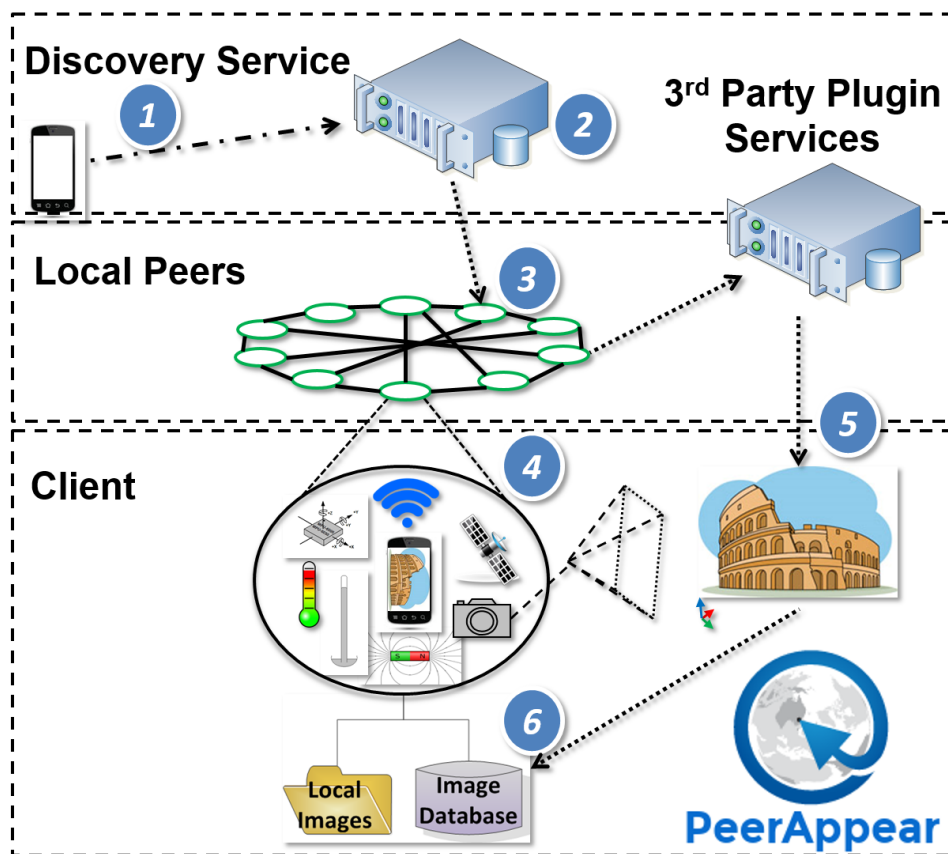 Discovery Service
1
2
3rd Party Plugin
Services
Local Peers
3
Client
4
5
S N
6
Local
Images
Image
Database
PeerAppear